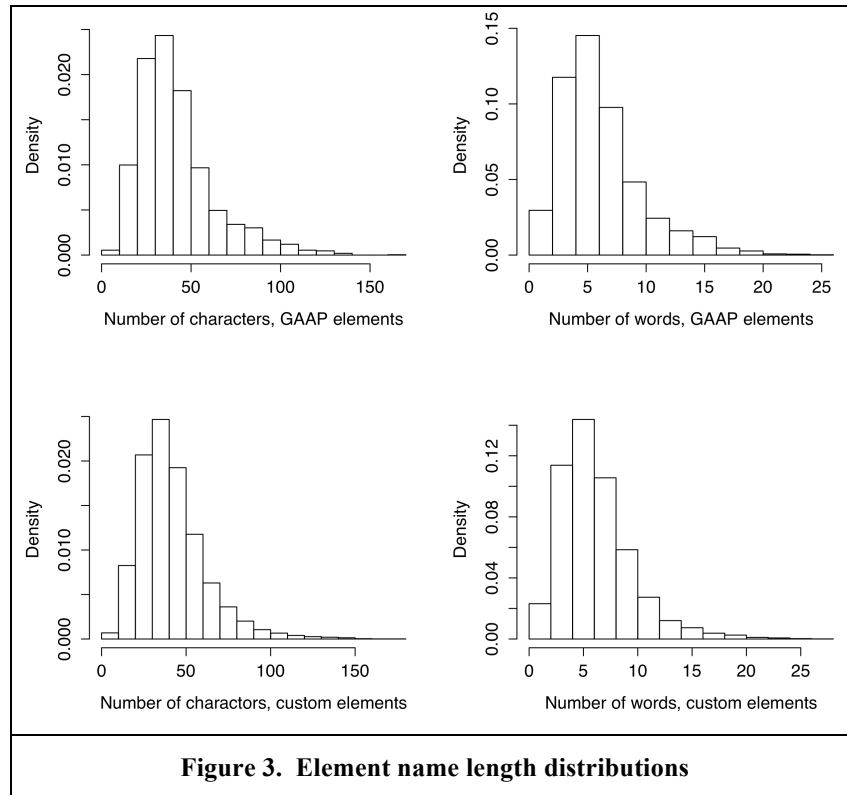 Density
0.020
0.010
0.000
0 50 100 150
Number of characters, GAAP elements
Density
0.15
0.10
0.05
0.00
0 5 10 15 20 25
Number of words, GAAP elements
Density
0.020
0.010
0.000
0 50 100 150
Number of charactors, custom elements
Density
0.12
0.08
0.04
0.00
0 5 10 15 20 25
Number of words, custom elements
Figure 3. Element name length distributions